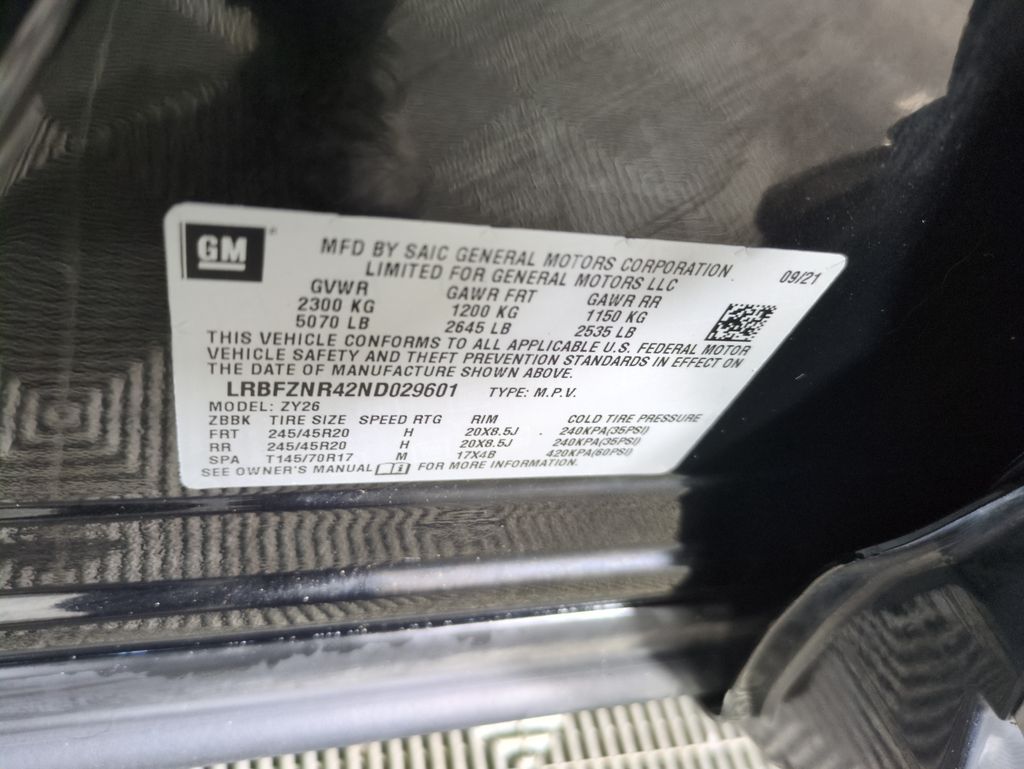 GM
MFD BY SAIC GENERAL MOTORS CORPORATION
LIMITED FOR GENERAL MOTORS LLC
09/21
GVWR GAWR FRT GAWR RR
2300 KG 1200 KG 1150 KG
5070 LB 2645 LB 2535 LB
THIS VEHICLE CONFORMS TO ALL APPLICABLE U.S. FEDERAL MOTOR
VEHICLE SAFETY AND THEFT PREVENTION STANDARDS IN EFFECT ON
THE DATE OF MANUFACTURE SHOWN ABOVE.
LRBFZNR42ND029601 TYPE: M.P.V.
MODEL: ZY26
ZBBK TIRE SIZE SPEED RTG RIM COLD TIRE PRESSURE
FRT 245/45R20 H 20X8.5J 240KPA(35PSI)
RR 245/45R20 H 20X8.5J 240KPA(35PSI)
SPA T145/70R17 M 17X4B 420KPA(60PSI)
SEE OWNER'S MANUAL FOR MORE INFORMATION.